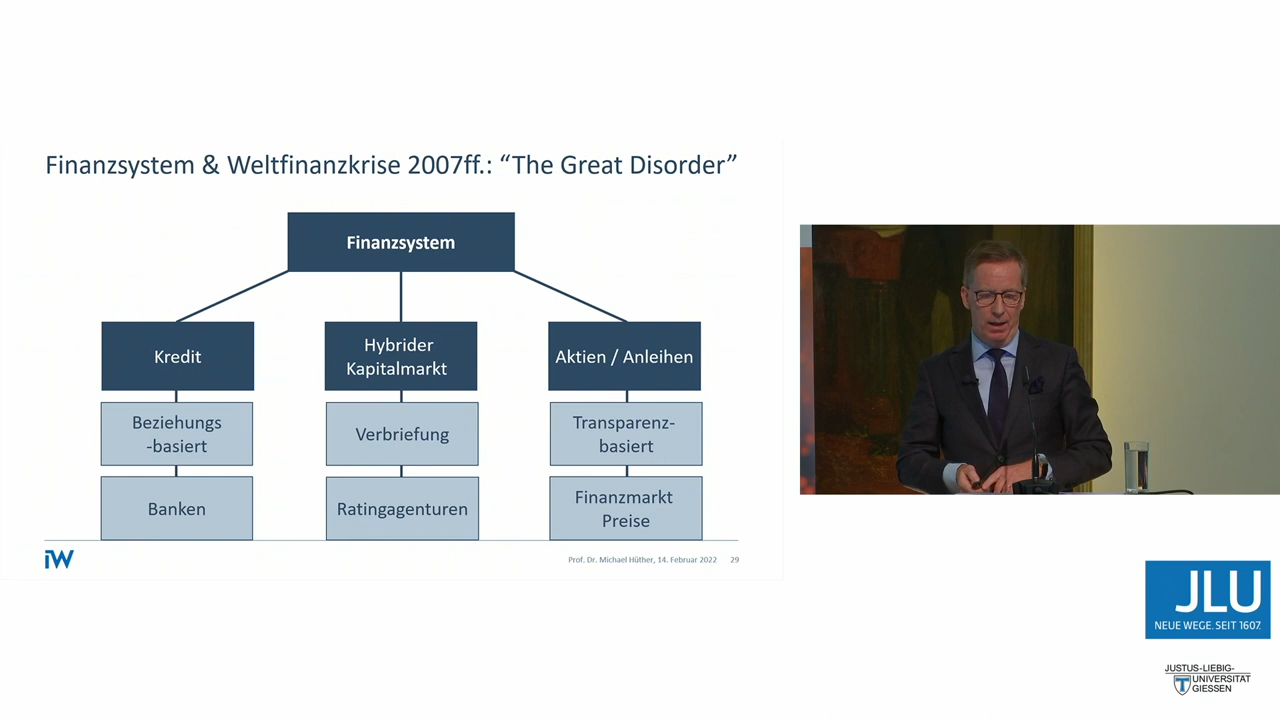 Finanzsystem & Weltfinanzkrise 2007ff.: “The Great Disorder”
Finanzsystem
Kredit
Hybrider
Kapitalmarkt
Aktien / Anleihen
Beziehungs
-basiert
Verbriefung
Transparenz-
basiert
Banken
Ratingagenturen
Finanzmarkt
Preise
iW
Prof. Dr. Michael Hüther, 14. Februar 2022 29
JLU
NEUE WEGE. SEIT 1607.
JUSTUS-LIEBIG-
UNIVERSITÄT
GIESSEN